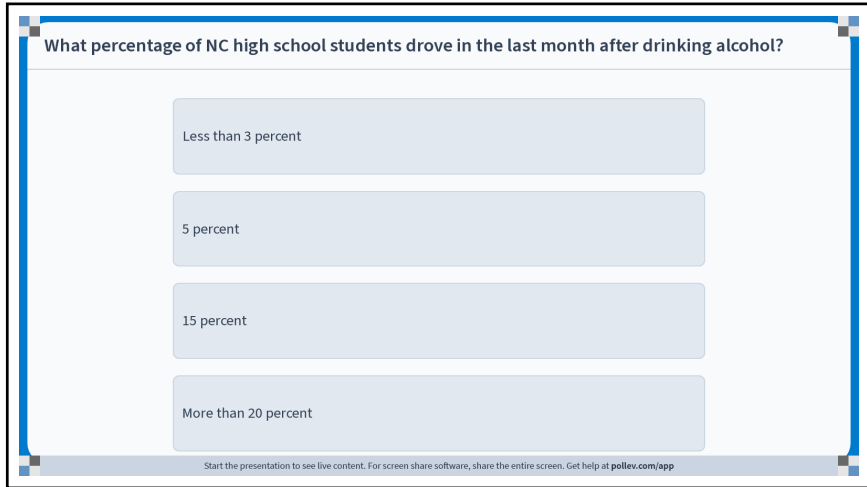 What percentage of NC high school students drove in the last month after drinking alcohol?
Less than 3 percent
5 percent
15 percent
More than 20 percent
Start the presentation to see live content. For screen share software, share the entire screen. Get help at pollev.com/app